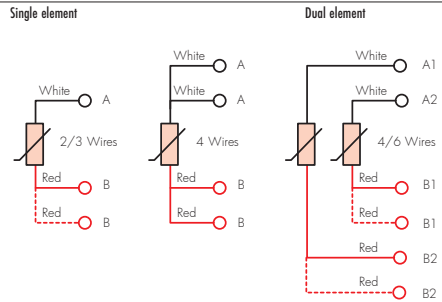 Single element
Dual element
White
A
White
A
White
A
2/3 Wires
4 Wires
Red
B
Red
B
Red
B
Red
B
White
A1
White
A2
4/6 Wires
Red
B1
Red
B1
Red
B2
Red
B2